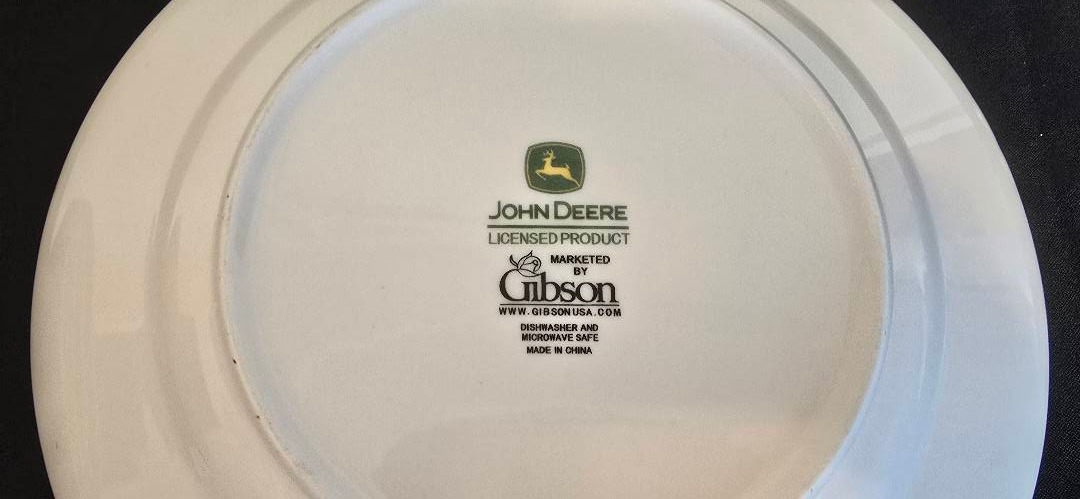 JOHN DEERE
LICENSED PRODUCT
MARKETED
BY
Gibson
WWW.GIBSONUSA.COM
DISHWASHER AND
MICROWAVE SAFE
MADE IN CHINA